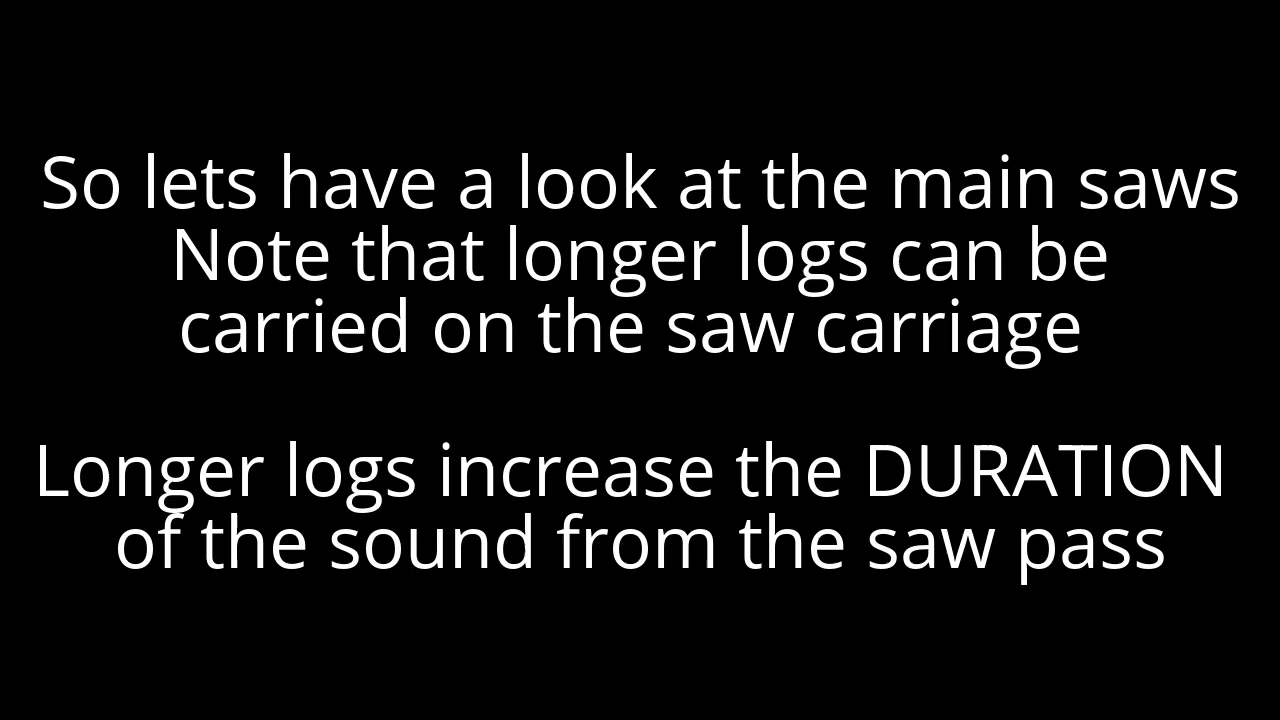 So lets have a look at the main saws
Note that longer logs can be
carried on the saw carriage
Longer logs increase the DURATION
of the sound from the saw pass